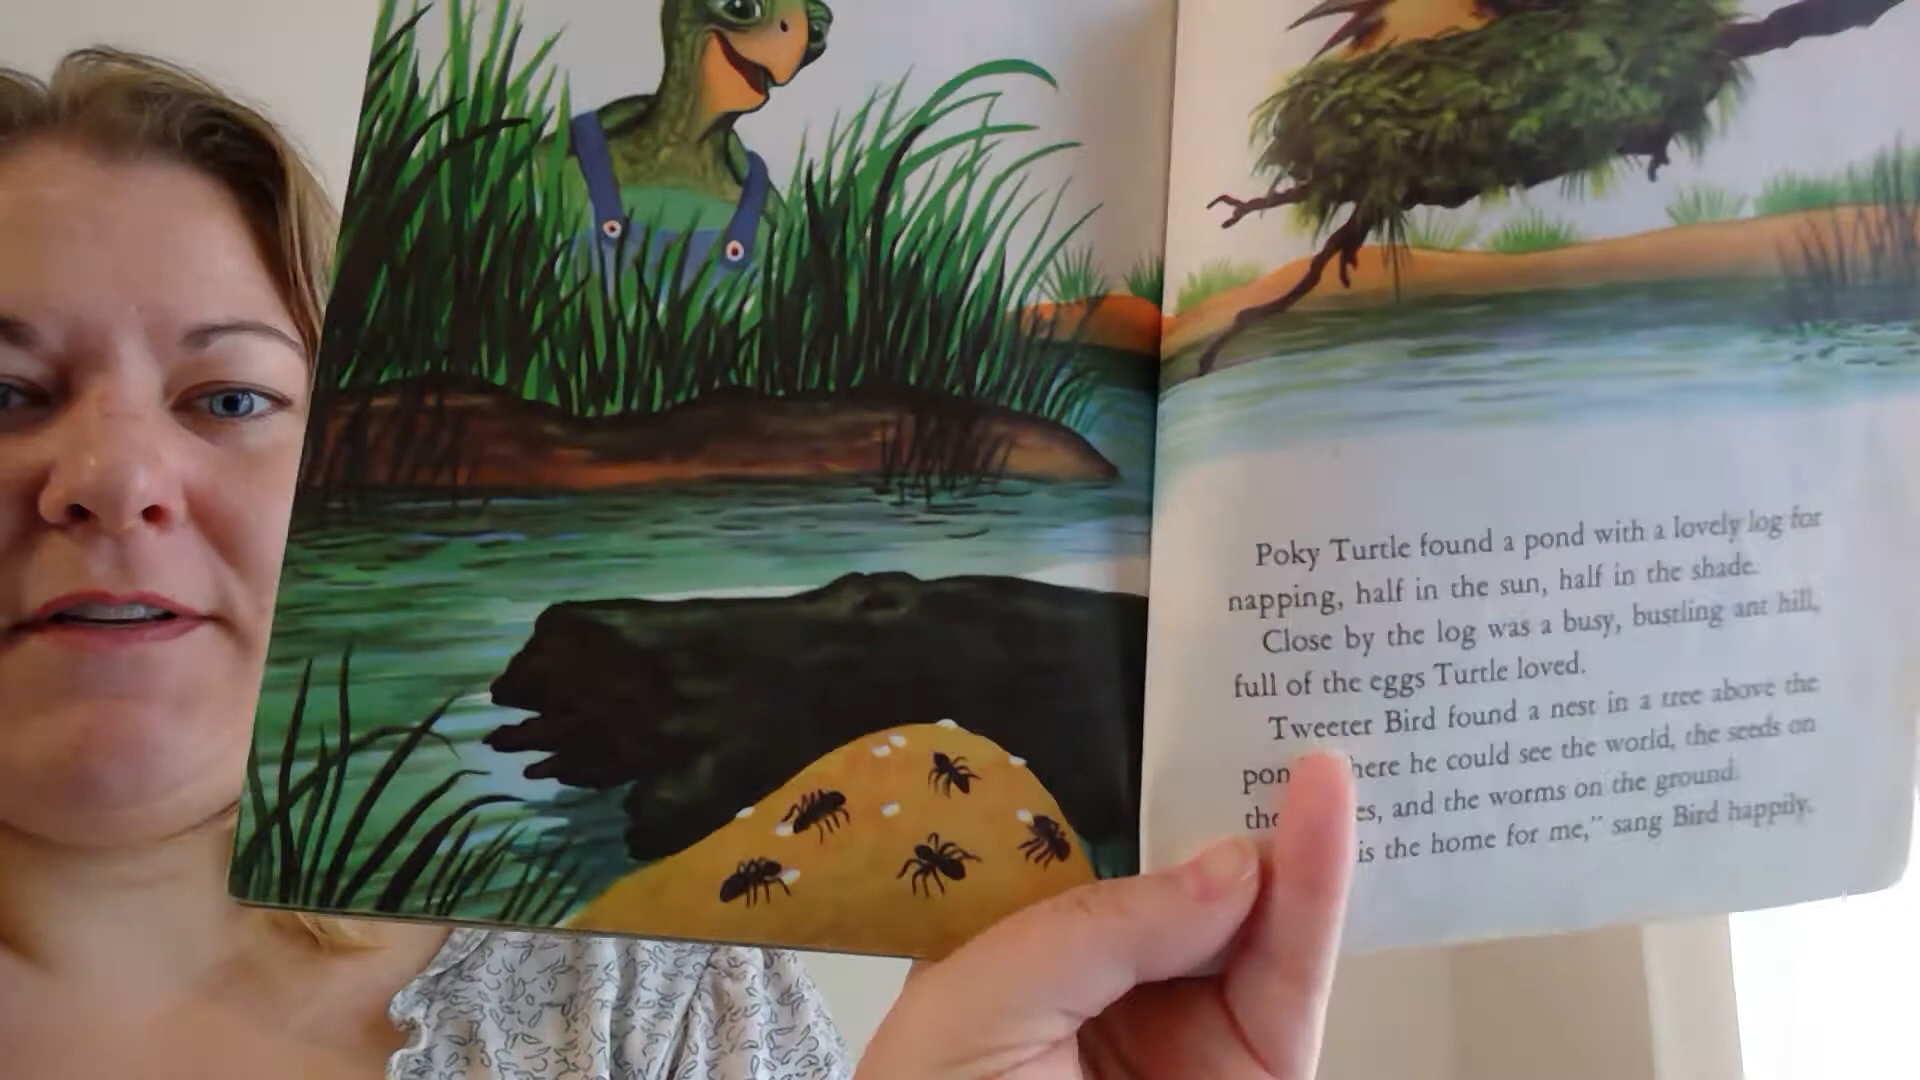 Poky Turtle found a pond with a lovely log for
napping, half in the sun, half in the shade.
Close by the log was a busy, bustling ant hill,
full of the eggs Turtle loved.
Tweeter Bird found a nest in a tree above the
here he could see the world, the seeds on
and the worms on the ground.
is the home for me,” sang Bird happily.